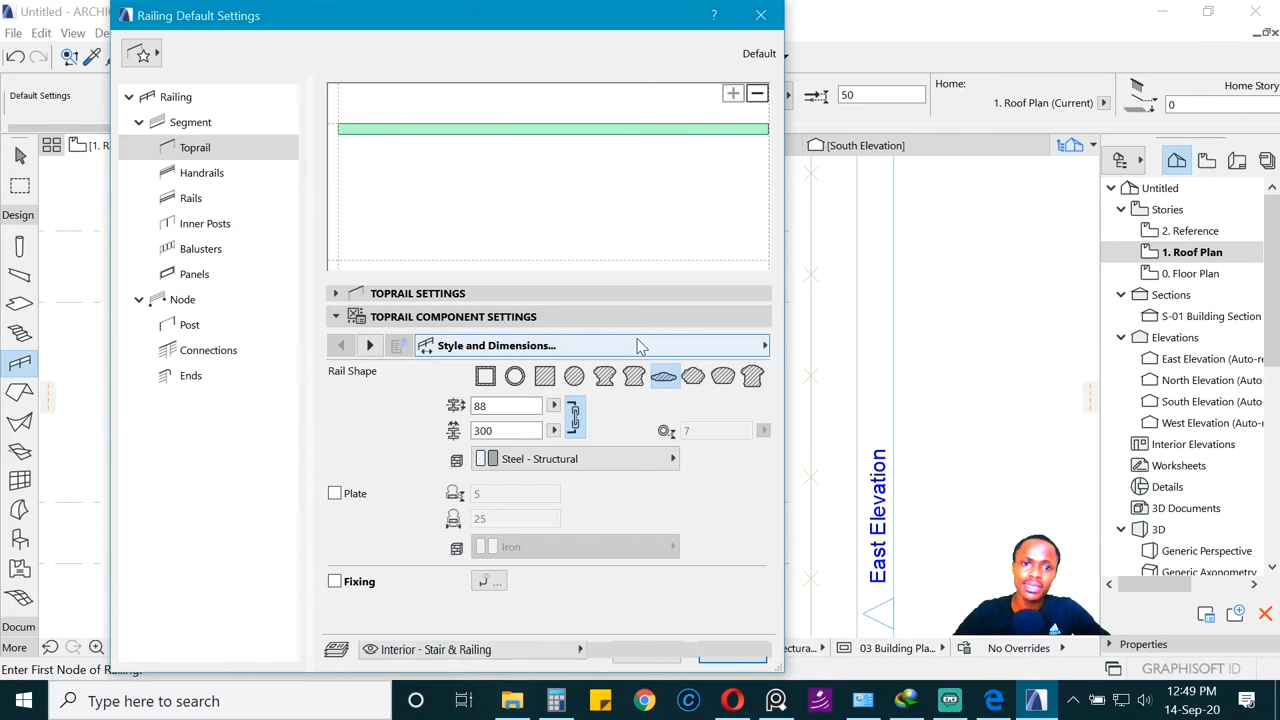 Untitled - ARCHIC
Railing Default Settings
?
File
Edit
View
De
Default
Default Settings
50
Home:
1. Roof Plan (Current)
Home Story
0
Railing
Segment
Toprail
Handrails
Rails
Inner Posts
Balusters
Panels
Node
Post
Connections
Ends
[1. R
[South Elevation]
Design
TOPRAIL SETTINGS
TOPRAIL COMPONENT SETTINGS
Style and Dimensions...
Rail Shape
88
300
7
Steel - Structural
Plate
5
25
Iron
Fixing
...
Interior - Stair & Railing
East Elevation
Untitled
Stories
2. Reference
1. Roof Plan
0. Floor Plan
Sections
S-01 Building Section
Elevations
East Elevation (Auto-r
North Elevation (Auto
South Elevation (Auto-
West Elevation (Auto-r
Interior Elevations
Worksheets
Details
3D Documents
3D
Generic Perspective
Generic Axonometry
Properties
Docum
More
ctura...
03 Building Pla...
No Overrides
Enter First Node of Railing.
GRAPHISOFT ID
Type here to search
12:49 PM
14-Sep-20